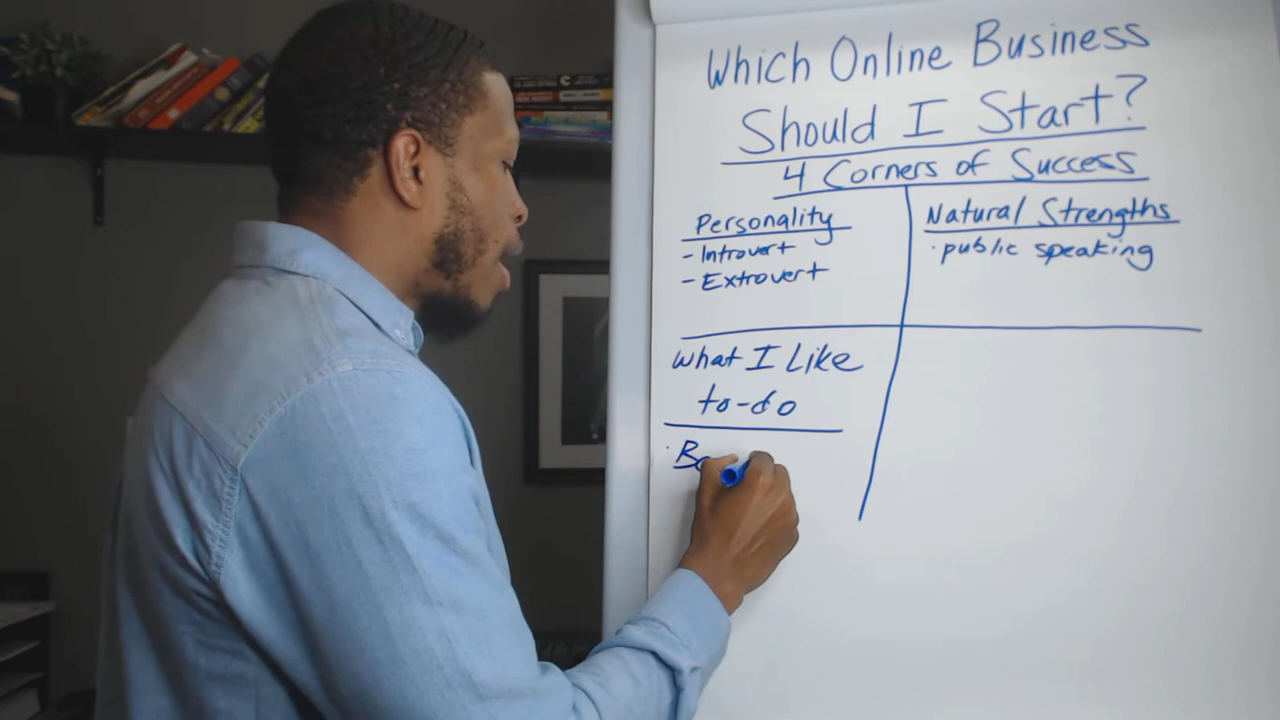 Which Online Business
Should I Start?
4 Corners of Success
Personality
- Introvert
- Extrovert
Natural Strengths
· public speaking
What I Like
to-do